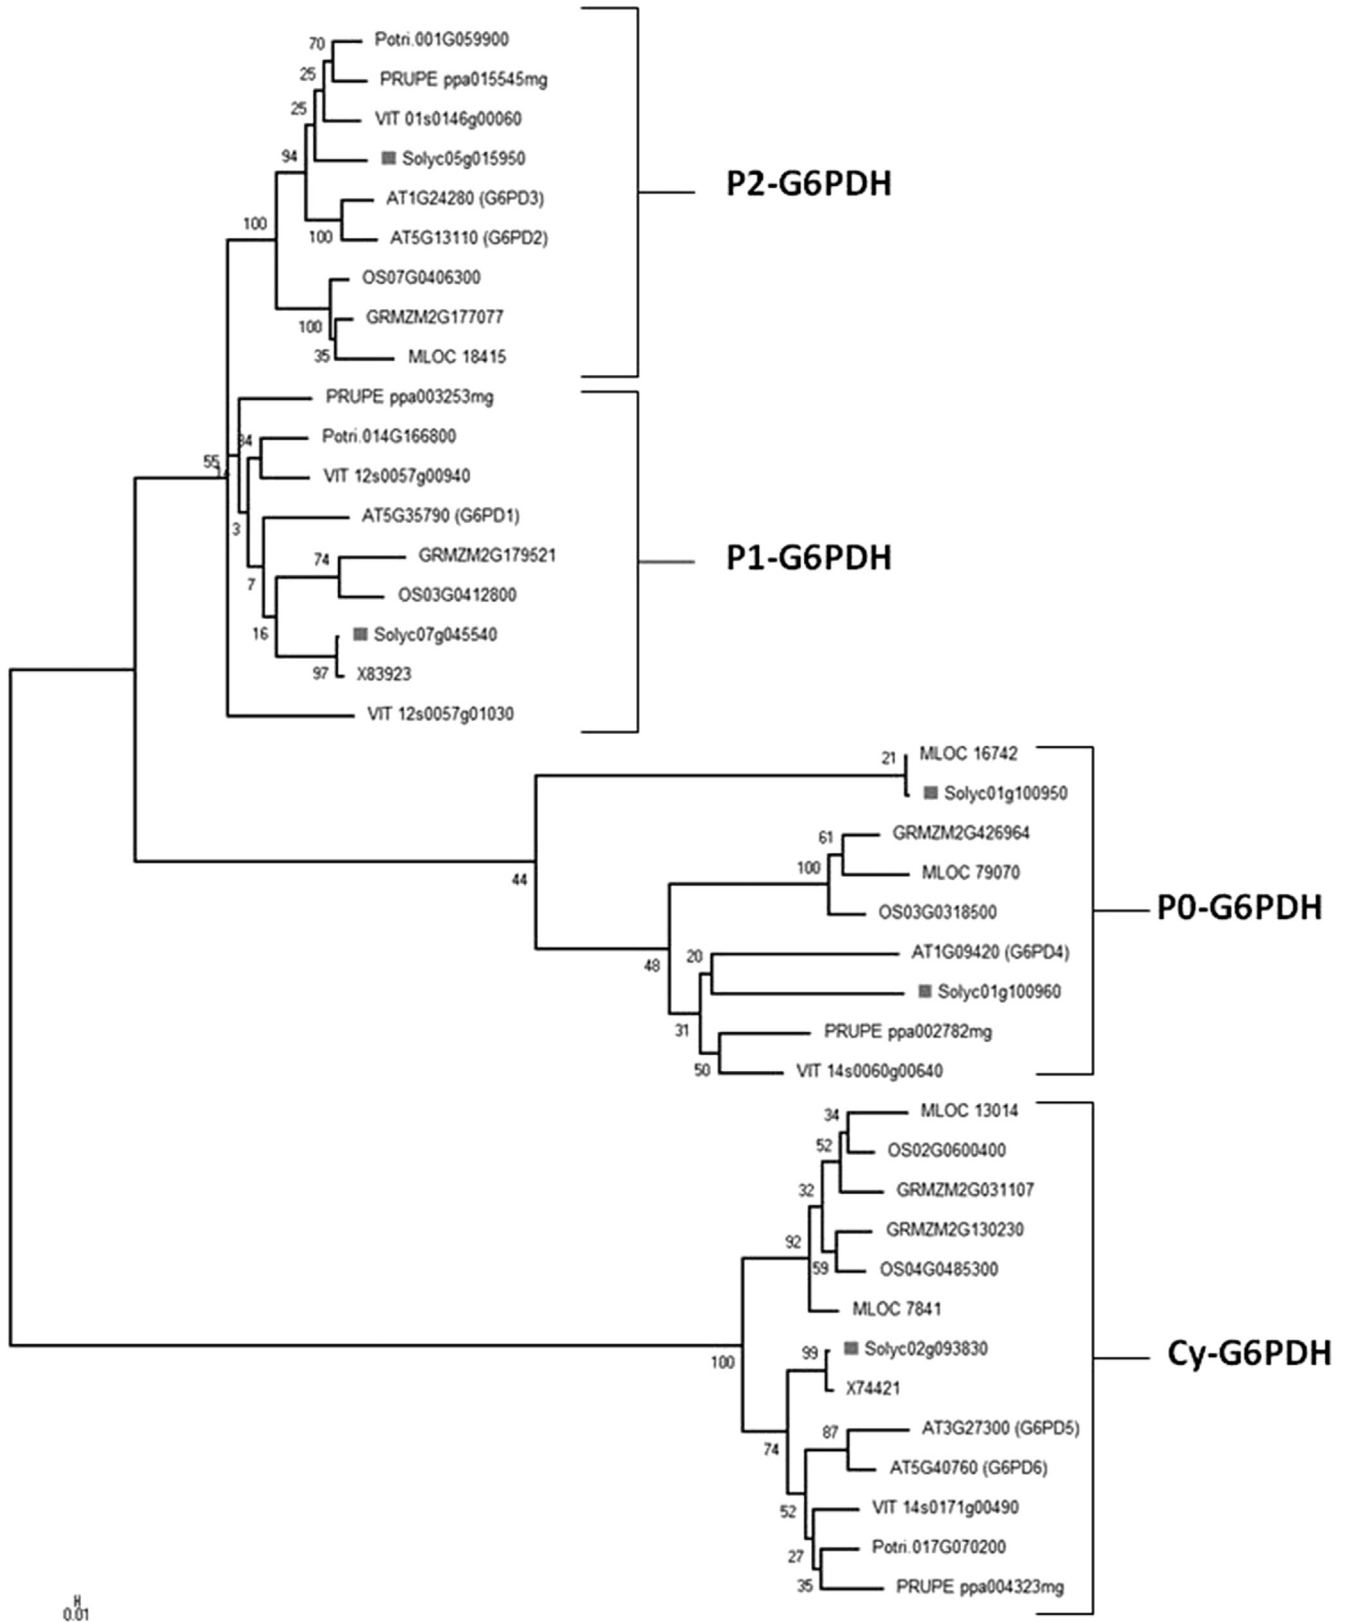 70
Potri.001G059900
25
PRUPE ppa015545mg
25
VIT 01s0146g00060
94
Solyc05g015950
P2-G6PDH
AT1G24280 (G6PD3)
100
100
AT5G13110 (G6PD2)
OS07G0406300
GRMZM2G177077
100
35
MLOC 18415
PRUPE ppa003253mg
Potri.014G166800
55
VIT 12s0057g00940
3
AT5G35790 (G6PD1)
74
GRMZM2G179521
P1-G6PDH
7
OS03G0412800
16
Solyc07g045540
97
X83923
VIT 12s0057g01030
21
MLOC 16742
Solyc01g100950
61
GRMZM2G426964
100
MLOC 79070
44
OS03G0318500
P0-G6PDH
48
20
AT1G09420 (G6PD4)
Solyc01g100960
31
PRUPE ppa002782mg
50
VIT 14s0060g00640
34
MLOC 13014
52
OS02G0600400
32
GRMZM2G031107
92
GRMZM2G130230
59
OS04G0485300
MLOC 7841
100
99
Solyc02g093830
Cy-G6PDH
X74421
74
87
AT3G27300 (G6PD5)
AT5G40760 (G6PD6)
52
VIT 14s0171g00490
27
Potri.017G070200
35
PRUPE ppa004323mg
0.01